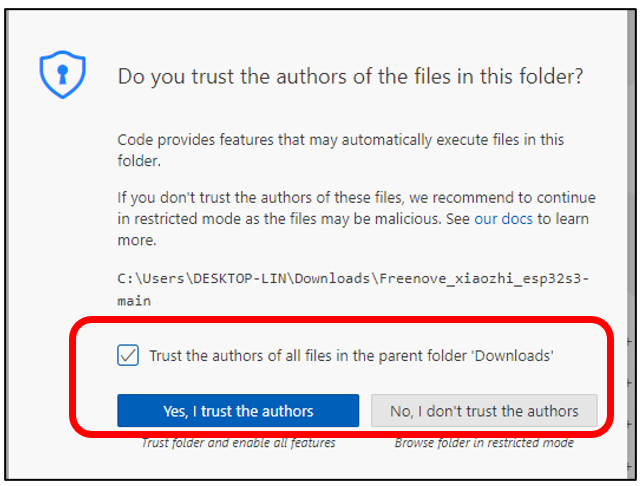 Do you trust the authors of the files in this folder?
Code provides features that may automatically execute files in this
folder.
If you don't trust the authors of these files, we recommend to continue
in restricted mode as the files may be malicious. See our docs to learn
more.
C:\Users\DESKTOP-LIN\Downloads\Freenove_xiaozhi_esp32s3-
main
Trust the authors of all files in the parent folder 'Downloads'
Yes, I trust the authors
No, I don't trust the authors
Trust folder and enable all features
Browse folder in restricted mode